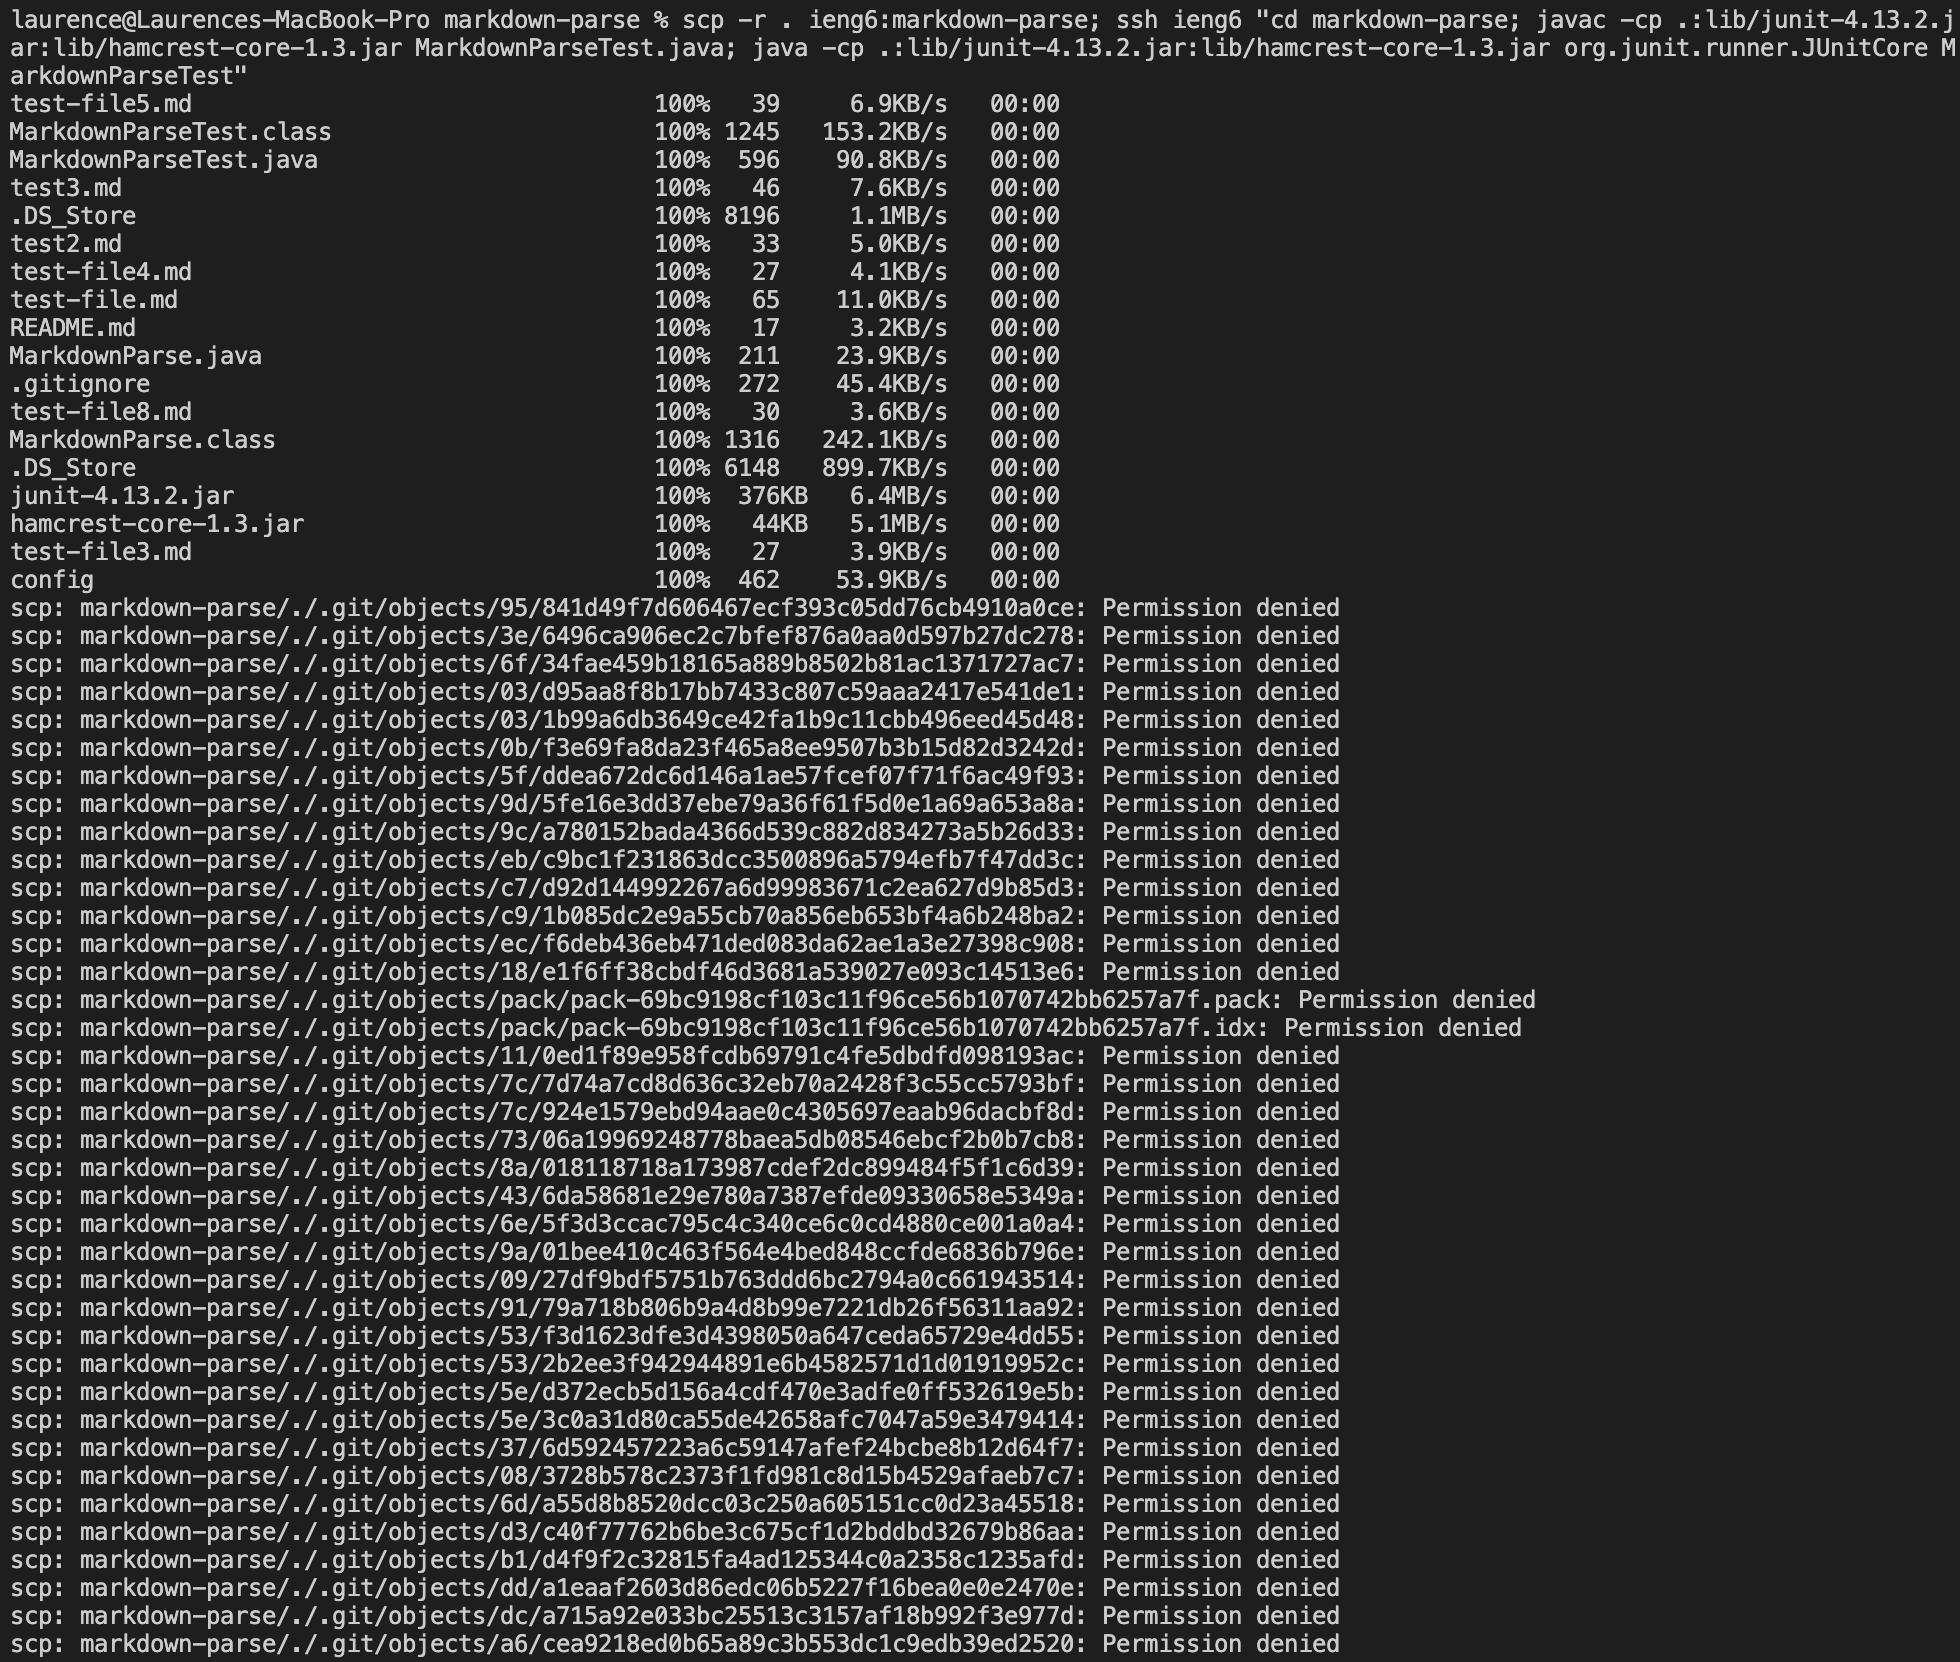 laurence@Laurences-MacBook-Pro markdown-parse % scp -r . ieng6:markdown-parse; ssh ieng6 "cd markdown-parse; javac -cp .:lib/junit-4.13.2.j
ar:lib/hamcrest-core-1.3.jar MarkdownParseTest.java; java -cp .:lib/junit-4.13.2.jar:lib/hamcrest-core-1.3.jar org.junit.runner.JUnitCore M
arkdownParseTest"
test-file5.md 100% 39 6.9KB/s 00:00
MarkdownParseTest.class 100% 1245 153.2KB/s 00:00
MarkdownParseTest.java 100% 596 90.8KB/s 00:00
test3.md 100% 46 7.6KB/s 00:00
.DS_Store 100% 8196 1.1MB/s 00:00
test2.md 100% 33 5.0KB/s 00:00
test-file4.md 100% 27 4.1KB/s 00:00
test-file.md 100% 65 11.0KB/s 00:00
README.md 100% 17 3.2KB/s 00:00
MarkdownParse.java 100% 211 23.9KB/s 00:00
.gitignore 100% 272 45.4KB/s 00:00
test-file8.md 100% 30 3.6KB/s 00:00
MarkdownParse.class 100% 1316 242.1KB/s 00:00
.DS_Store 100% 6148 899.7KB/s 00:00
junit-4.13.2.jar 100% 376KB 6.4MB/s 00:00
hamcrest-core-1.3.jar 100% 44KB 5.1MB/s 00:00
test-file3.md 100% 27 3.9KB/s 00:00
config 100% 462 53.9KB/s 00:00
scp: markdown-parse/./.git/objects/95/841d49f7d606467ecf393c05dd76cb4910a0ce: Permission denied
scp: markdown-parse/./.git/objects/3e/6496ca906ec2c7bfef876a0aa0d597b27dc278: Permission denied
scp: markdown-parse/./.git/objects/6f/34fae459b18165a889b8502b81ac1371727ac7: Permission denied
scp: markdown-parse/./.git/objects/03/d95aa8f8b17bb7433c807c59aaa2417e541de1: Permission denied
scp: markdown-parse/./.git/objects/03/1b99a6db3649ce42fa1b9c11cbb496eed45d48: Permission denied
scp: markdown-parse/./.git/objects/0b/f3e69fa8da23f465a8ee9507b3b15d82d3242d: Permission denied
scp: markdown-parse/./.git/objects/5f/ddea672dc6d146a1ae57fcef07f71f6ac49f93: Permission denied
scp: markdown-parse/./.git/objects/9d/5fe16e3dd37ebe79a36f61f5d0e1a69a653a8a: Permission denied
scp: markdown-parse/./.git/objects/9c/a780152bada4366d539c882d834273a5b26d33: Permission denied
scp: markdown-parse/./.git/objects/eb/c9bc1f231863dcc3500896a5794efb7f47dd3c: Permission denied
scp: markdown-parse/./.git/objects/c7/d92d144992267a6d99983671c2ea627d9b85d3: Permission denied
scp: markdown-parse/./.git/objects/c9/1b085dc2e9a55cb70a856eb653bf4a6b248ba2: Permission denied
scp: markdown-parse/./.git/objects/ec/f6deb436eb471ded083da62ae1a3e27398c908: Permission denied
scp: markdown-parse/./.git/objects/18/e1f6ff38cbdf46d3681a539027e093c14513e6: Permission denied
scp: markdown-parse/./.git/objects/pack/pack-69bc9198cf103c11f96ce56b1070742bb6257a7f.pack: Permission denied
scp: markdown-parse/./.git/objects/pack/pack-69bc9198cf103c11f96ce56b1070742bb6257a7f.idx: Permission denied
scp: markdown-parse/./.git/objects/11/0ed1f89e958fcdb69791c4fe5dbdfd098193ac: Permission denied
scp: markdown-parse/./.git/objects/7c/7d74a7cd8d636c32eb70a2428f3c55cc5793bf: Permission denied
scp: markdown-parse/./.git/objects/7c/924e1579ebd94aae0c4305697eaab96dacbf8d: Permission denied
scp: markdown-parse/./.git/objects/73/06a19969248778baea5db08546ebcf2b0b7cb8: Permission denied
scp: markdown-parse/./.git/objects/8a/018118718a173987cdef2dc899484f5f1c6d39: Permission denied
scp: markdown-parse/./.git/objects/43/6da58681e29e780a7387efde09330658e5349a: Permission denied
scp: markdown-parse/./.git/objects/6e/5f3d3ccac795c4c340ce6c0cd4880ce001a0a4: Permission denied
scp: markdown-parse/./.git/objects/9a/01bee410c463f564e4bed848ccfde6836b796e: Permission denied
scp: markdown-parse/./.git/objects/09/27df9bdf5751b763ddd6bc2794a0c661943514: Permission denied
scp: markdown-parse/./.git/objects/91/79a718b806b9a4d8b99e7221db26f56311aa92: Permission denied
scp: markdown-parse/./.git/objects/53/f3d1623dfe3d4398050a647ceda65729e4dd55: Permission denied
scp: markdown-parse/./.git/objects/53/2b2ee3f942944891e6b4582571d1d01919952c: Permission denied
scp: markdown-parse/./.git/objects/5e/d372ecb5d156a4cdf470e3adfe0ff532619e5b: Permission denied
scp: markdown-parse/./.git/objects/5e/3c0a31d80ca55de42658afc7047a59e3479414: Permission denied
scp: markdown-parse/./.git/objects/37/6d592457223a6c59147afef24bcbe8b12d64f7: Permission denied
scp: markdown-parse/./.git/objects/08/3728b578c2373f1fd981c8d15b4529afaeb7c7: Permission denied
scp: markdown-parse/./.git/objects/6d/a55d8b8520dcc03c250a605151cc0d23a45518: Permission denied
scp: markdown-parse/./.git/objects/d3/c40f77762b6be3c675cf1d2bddbd32679b86aa: Permission denied
scp: markdown-parse/./.git/objects/b1/d4f9f2c32815fa4ad125344c0a2358c1235afd: Permission denied
scp: markdown-parse/./.git/objects/dd/a1eaaf2603d86edc06b5227f16bea0e0e2470e: Permission denied
scp: markdown-parse/./.git/objects/dc/a715a92e033bc25513c3157af18b992f3e977d: Permission denied
scp: markdown-parse/./.git/objects/a6/cea9218ed0b65a89c3b553dc1c9edb39ed2520: Permission denied